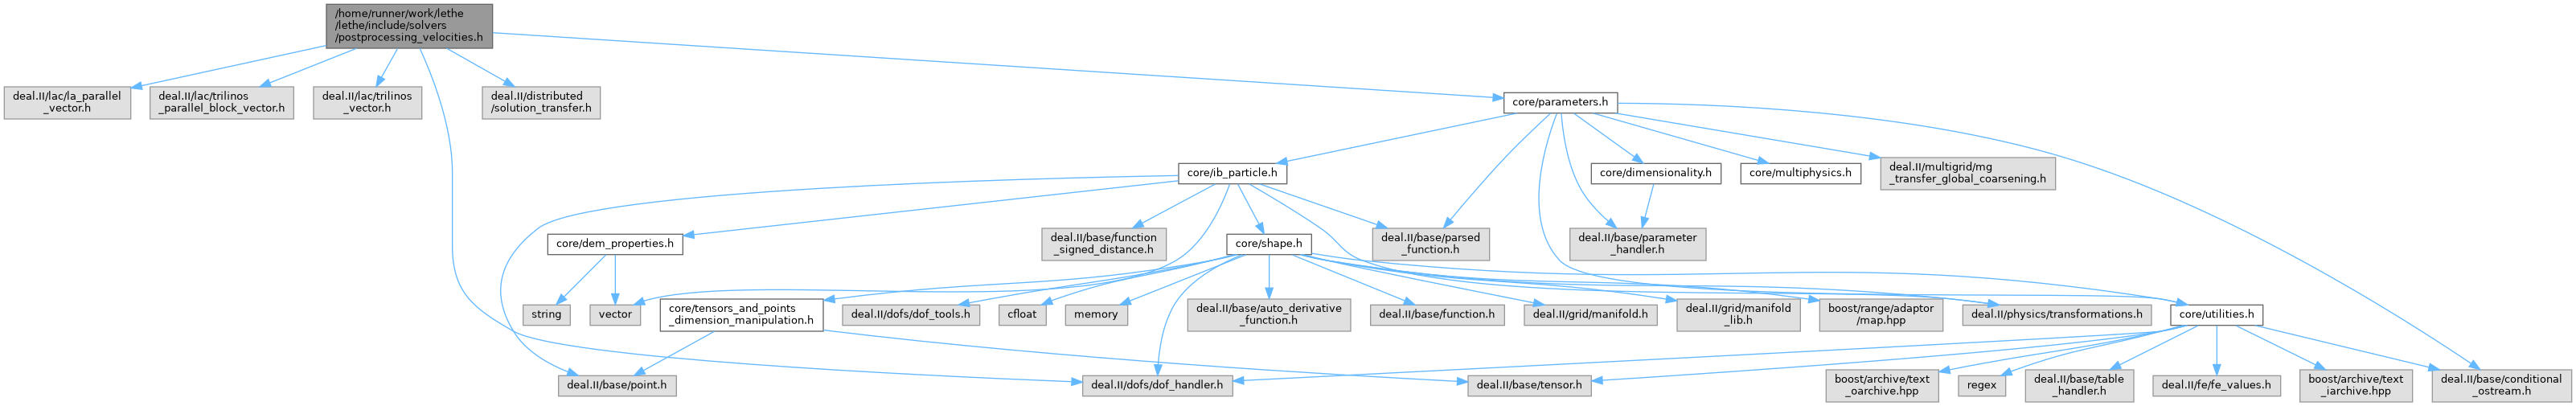 /home/runner/work/lethe
/lethe/include/solvers
/postprocessing_velocities.h
deal.II/lac/la_parallel
_vector.h
deal.II/lac/trilinos
_parallel_block_vector.h
deal.II/lac/trilinos
_vector.h
deal.II/distributed
/solution_transfer.h
core/parameters.h
core/ib_particle.h
core/dimensionality.h
core/multiphysics.h
deal.II/multigrid/mg
_transfer_global_coarsening.h
core/dem_properties.h
deal.II/base/function
_signed_distance.h
core/shape.h
deal.II/base/parsed
_function.h
deal.II/base/parameter
_handler.h
string
vector
core/tensors_and_points
_dimension_manipulation.h
deal.II/dofs/dof_tools.h
cfloat
memory
deal.II/base/auto_derivative
_function.h
deal.II/base/function.h
deal.II/grid/manifold.h
deal.II/grid/manifold
_lib.h
boost/range/adaptor
/map.hpp
deal.II/physics/transformations.h
core/utilities.h
deal.II/base/point.h
deal.II/dofs/dof_handler.h
deal.II/base/tensor.h
boost/archive/text
_oarchive.hpp
regex
deal.II/base/table
_handler.h
deal.II/fe/fe_values.h
boost/archive/text
_iarchive.hpp
deal.II/base/conditional
_ostream.h